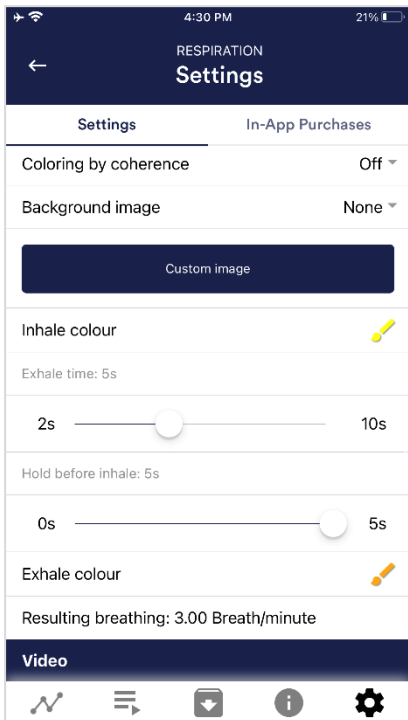 4:30 PM
21%
RESPIRATION
Settings
Settings In-App Purchases
Coloring by coherence Off
Background image None
Custom image
Inhale colour
Exhale time: 5s
2s 10s
Hold before inhale: 5s
0s 5s
Exhale colour
Resulting breathing: 3.00 Breath/minute
Video